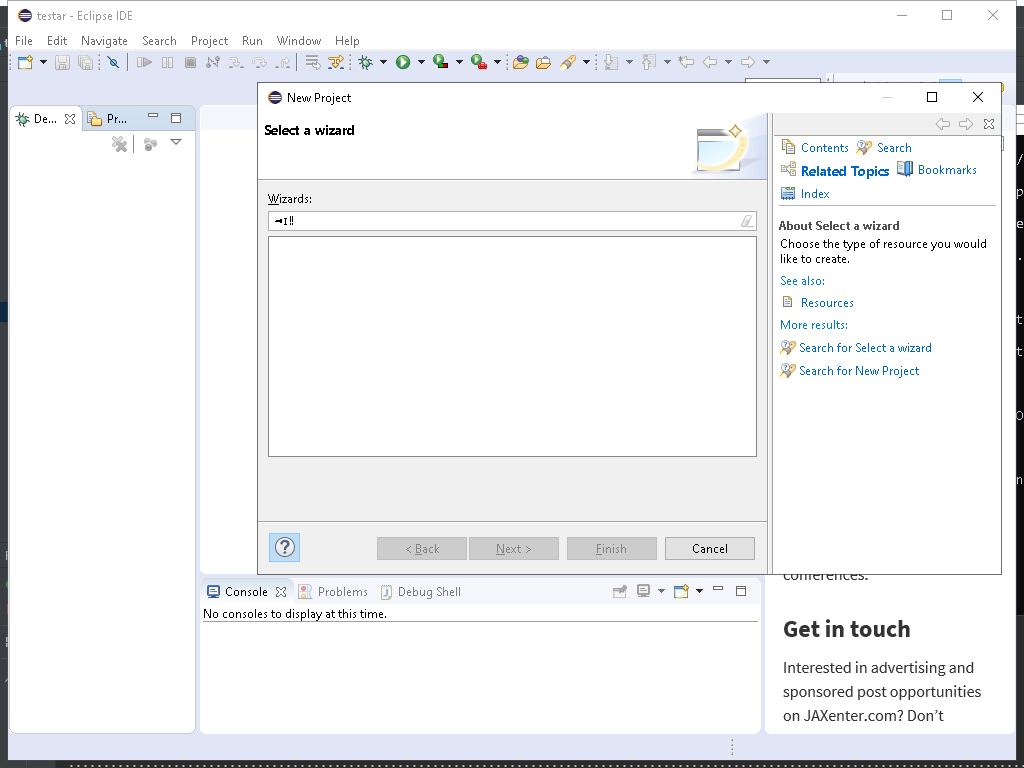 testar - Eclipse IDE
File Edit Navigate Search Project Run Window Help
De...
Pr...
New Project
Select a wizard
Wizards:
< Back
Next >
Finish
Cancel
Contents
Search
Related Topics
Bookmarks
Index
About Select a wizard
Choose the type of resource you would
like to create.
See also:
Resources
More results:
Search for Select a wizard
Search for New Project
Console
Problems
Debug Shell
No consoles to display at this time.
conferences.
Get in touch
Interested in advertising and
sponsored post opportunities
on JAXenter.com? Don’t